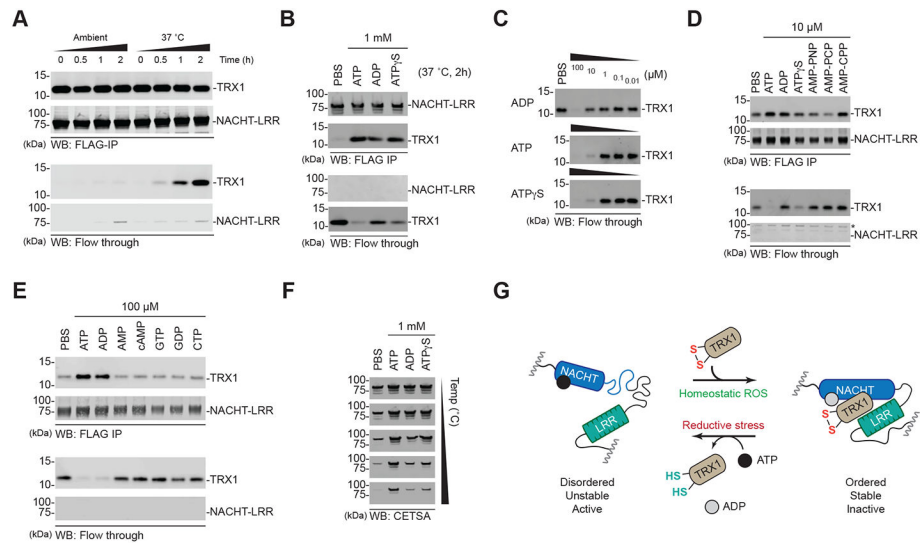 A
Ambient
37 °C
0 0.5 1 2 0 0.5 1 2 Time (h)
15-
10-
-TRX1
100-
75-
-NACHT-LRR
(kDa) WB: FLAG-IP
15-
10-
-TRX1
100-
75-
-NACHT-LRR
(kDa) WB: Flow through
B
1 mM
PBS ATP ADP ATPγS (37 °C, 2h)
100-
75-
-NACHT-LRR
15-
10-
-TRX1
(kDa) WB: FLAG IP
100-
75-
-NACHT-LRR
15-
10-
-TRX1
(kDa) WB: Flow through
C
PBS 100 10 1 0.1 0.01 (μM)
ADP
15-
10-
-TRX1
ATP
15-
10-
-TRX1
ATPγS
15-
10-
-TRX1
(kDa) WB: Flow through
D
10 μM
PBS ATP ADP ATPγS AMP-PNP AMP-PCP AMP-CPP
15-
10-
-TRX1
100-
75-
-NACHT-LRR
(kDa) WB: FLAG IP
15-
10-
-TRX1
100-
75-
*
-NACHT-LRR
(kDa) WB: Flow through
E
100 μM
PBS ATP ADP AMP cAMP GTP GDP CTP
15-
10-
-TRX1
100-
75-
-NACHT-LRR
(kDa) WB: FLAG IP
15-
10-
-TRX1
100-
75-
-NACHT-LRR
(kDa) WB: Flow through
F
1 mM
PBS ATP ADP ATPγS
100-
75-
100-
75-
100-
75-
100-
75-
100-
75-
Temp (°C)
(kDa) WB: CETSA
G
NACHT
LRR
Disordered
Unstable
Active
S
S
TRX1
Homeostatic ROS
Reductive stress
ATP
HS
HS
TRX1
ADP
NACHT
S
S
TRX1
LRR
Ordered
Stable
Inactive